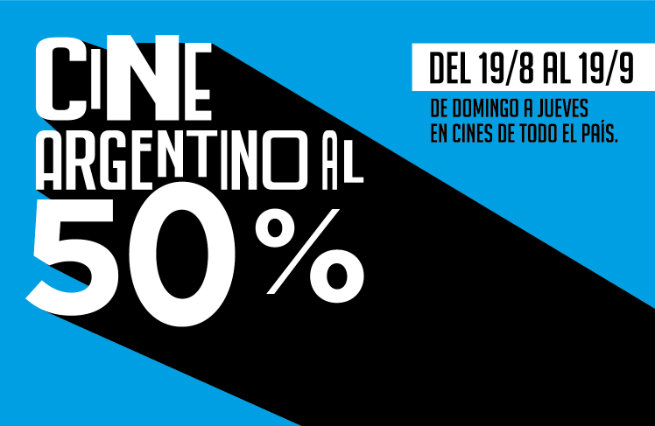 CINE
ARGENTINO AL
50%
DEL 19/8 AL 19/9
DE DOMINGO A JUEVES
EN CINES DE TODO EL PAÍS.